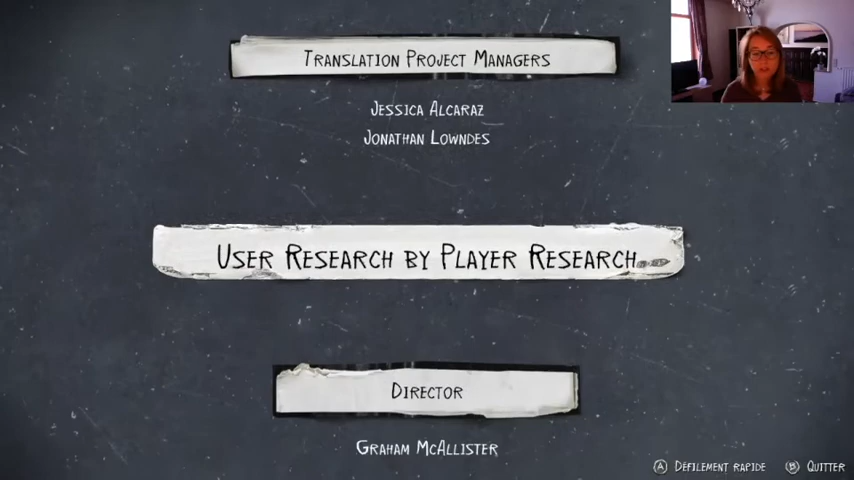 Translation Project Managers
Jessica Alcaraz
Jonathan Lowndes
User Research by Player Research
Director
Graham McAllister
A Défilement rapide B Quitter